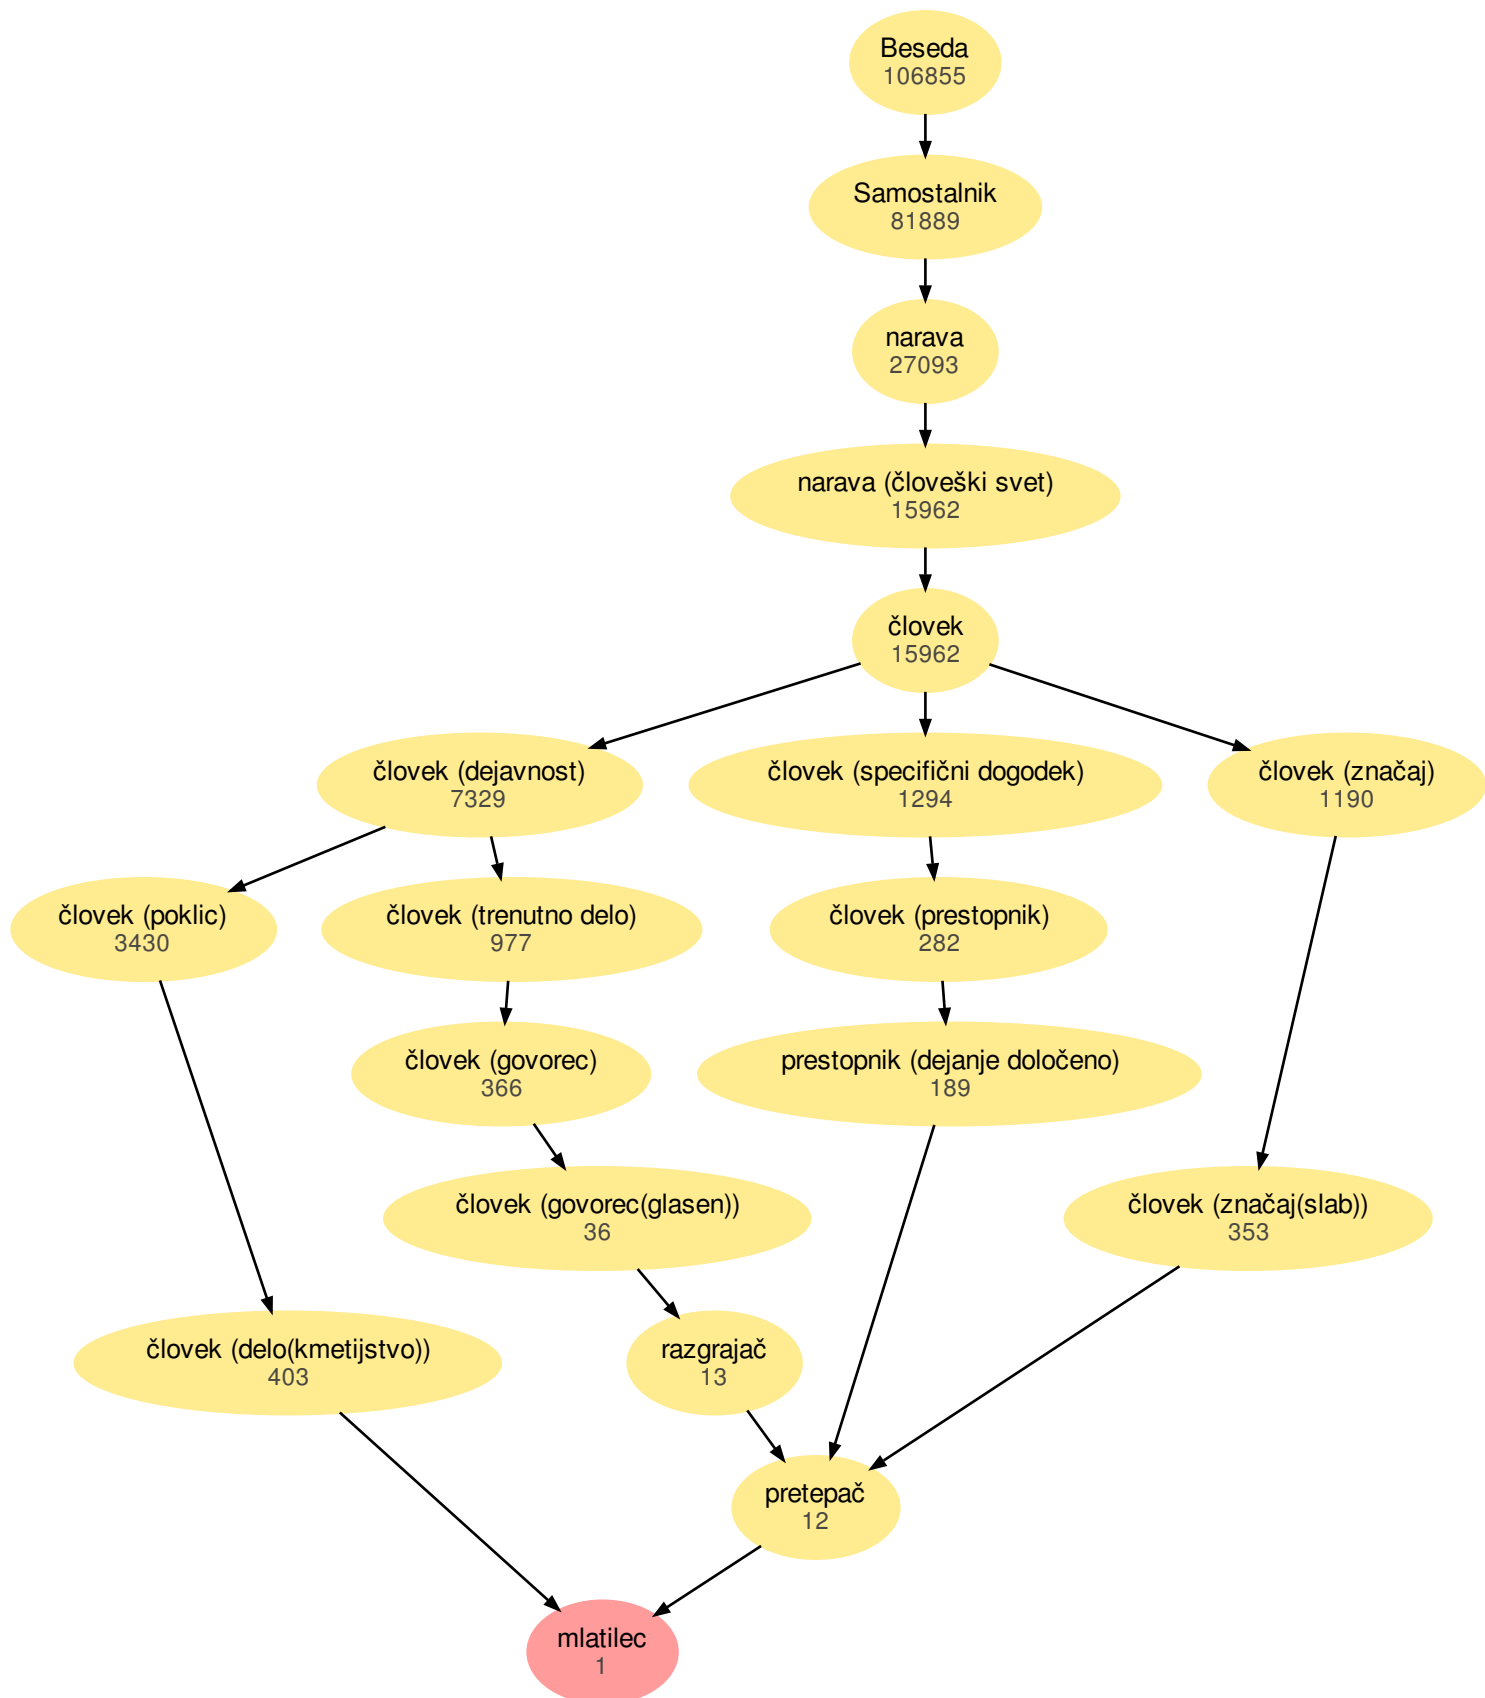 Beseda
106855
Samostalnik
81889
narava
27093
narava (človeški svet)
15962
človek
15962
človek (dejavnost)
7329
človek (specifični dogodek)
1294
človek (značaj)
1190
človek (poklic)
3430
človek (trenutno delo)
977
človek (prestopnik)
282
človek (govorec)
366
prestopnik (dejanje določeno)
189
človek (govorec(glasen))
36
človek (značaj(slab))
353
človek (delo(kmetijstvo))
403
razgrajač
13
pretepač
12
mlatilec
1